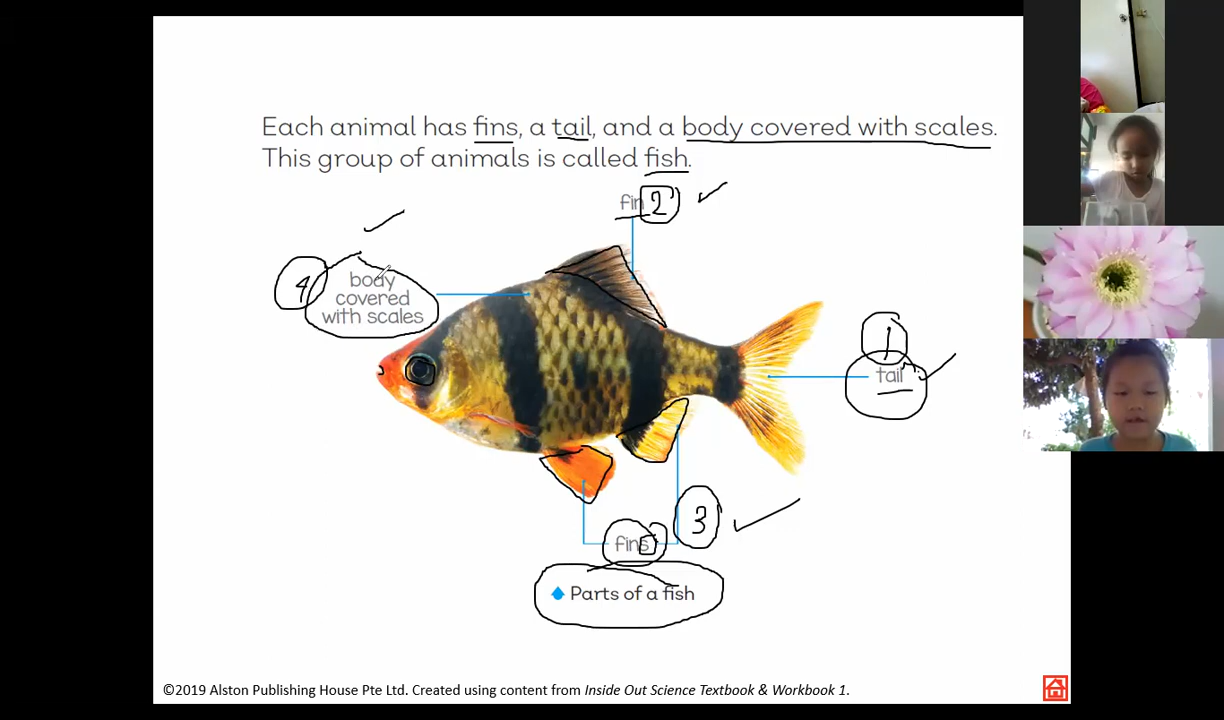 Each animal has fins, a tail, and a body covered with scales.
This group of animals is called fish.
fin 2
4 body
covered
with scales
1
tail
3
fins
Parts of a fish
©2019 Alston Publishing House Pte Ltd. Created using content from Inside Out Science Textbook & Workbook 1.